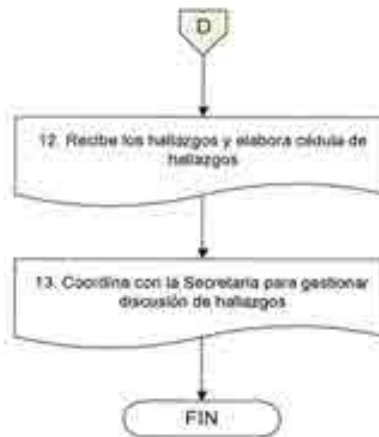 D
12. Recibe los hallazgos y elabora cédula de
hallazgos
13. Coordina con la Secretaria para gestionar
discusión de hallazgos
FIN